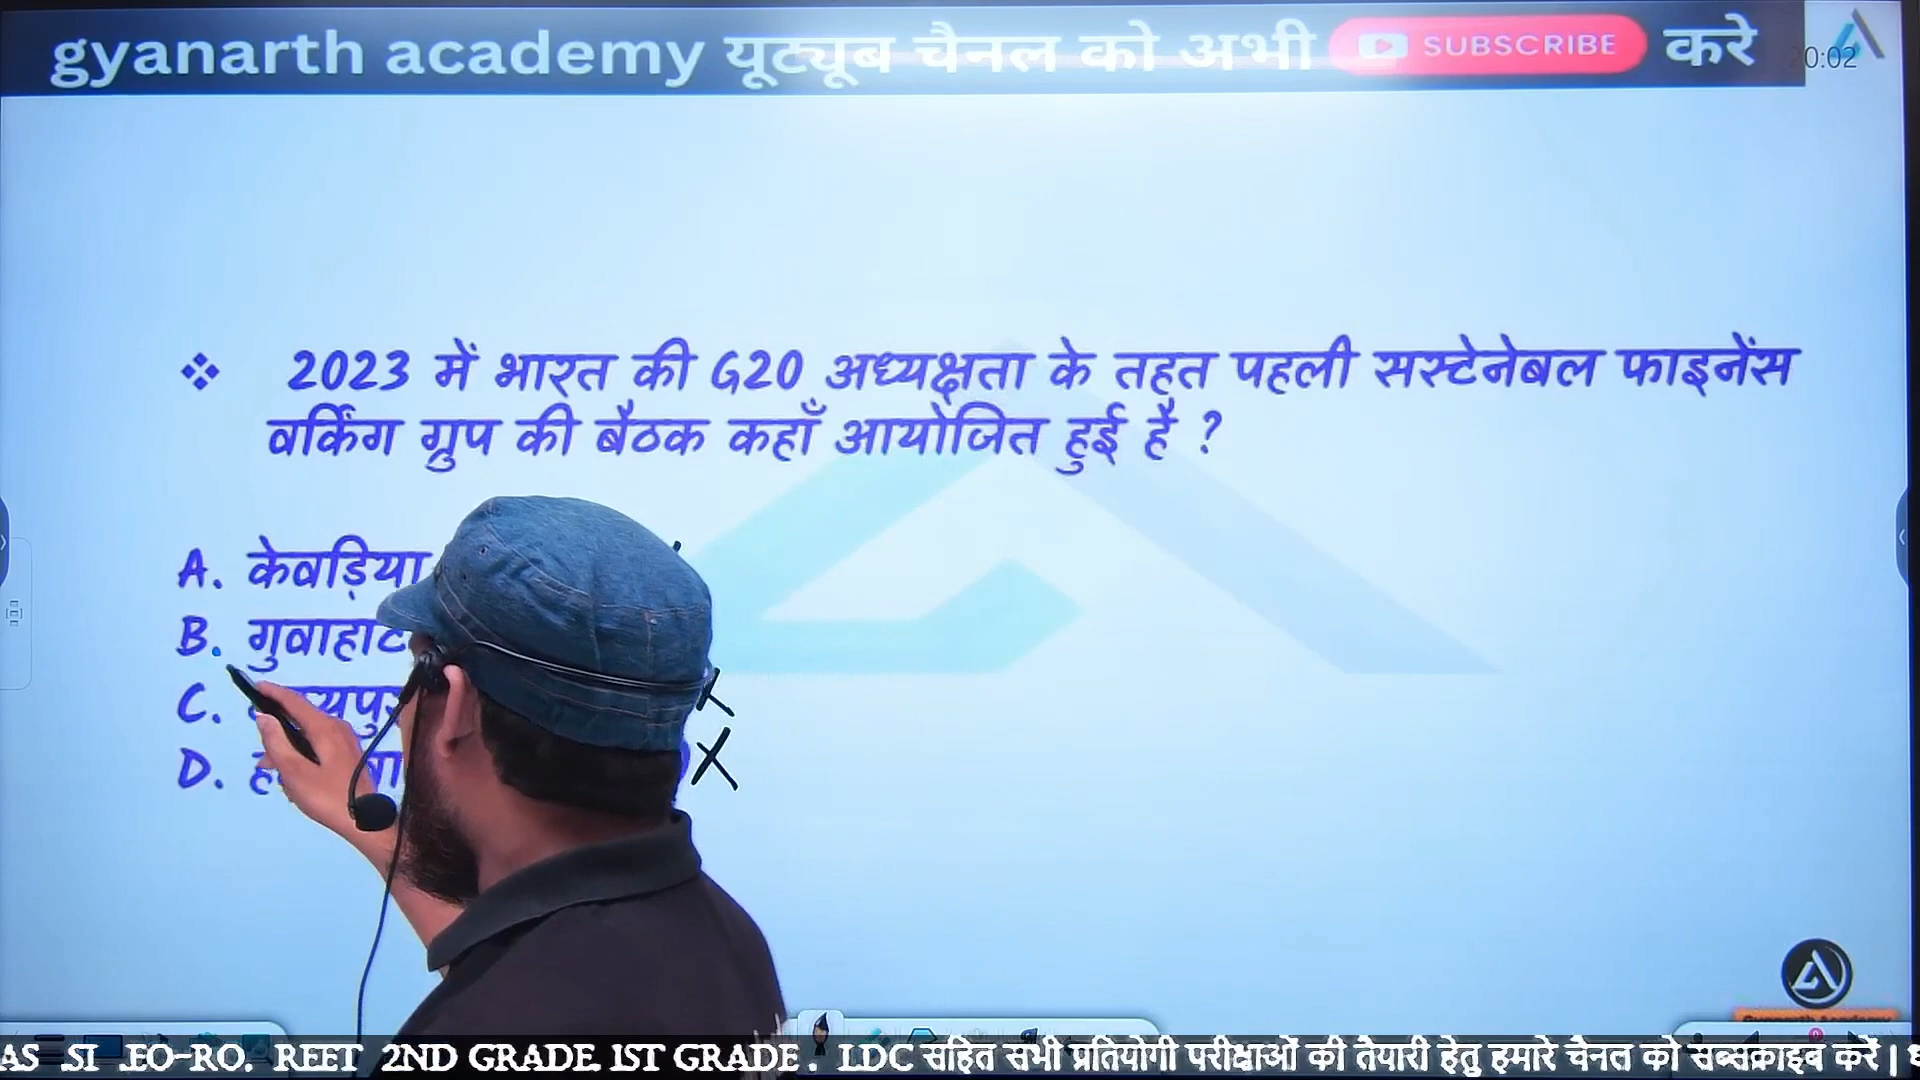 gyanarth academy यूट्यूब चैनल को अभी SUBSCRIBE करे
20:02
❖ 2023 में भारत की G20 अध्यक्षता के तहत पहली सस्टेनेबल फाइनेंस
वर्किंग ग्रुप की बैठक कहाँ आयोजित हुई है ?
A. केवड़िया
B.
C.
D.
AS SI .EO-RO. REET 2ND GRADE. 1ST GRADE . LDC सहित सभी प्रतियोगी परीक्षाओं की तैयारी हेतु हमारे चैनल को सब्सक्राइब करें |